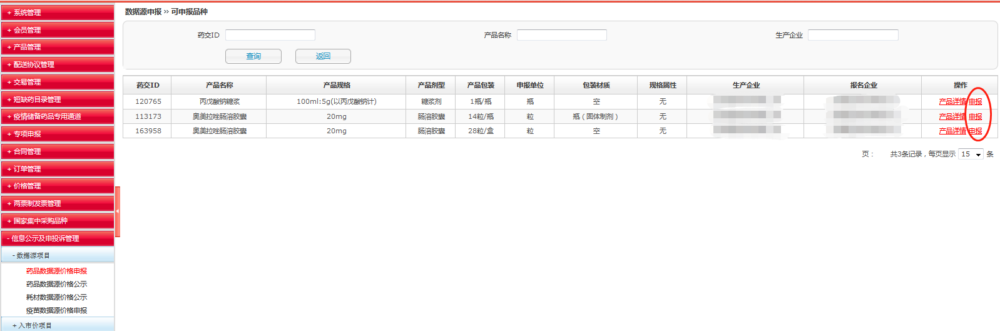 + 系统管理
+ 会员管理
+ 产品管理
+ 配送协议管理
+ 交易管理
+ 短缺药目录管理
+ 疫情储备药品专用通道
+ 专项申报
+ 合同管理
+ 订单管理
+ 价格管理
+ 两票制发票管理
+ 国家集中采购品种
- 信息公示及申投诉管理
- 数据源项目
药品数据源价格申报
药品数据源价格公示
耗材数据源价格公示
疫苗数据源价格申报
+ 入市价项目
数据源申报 » 可申报品种
药交ID 产品名称 生产企业
查询 返回
药交ID 产品名称 产品规格 产品剂型 产品包装 申报单位 包装材质 规格属性 生产企业 报名企业 操作
120765 丙戊酸钠糖浆 100ml:5g(以丙戊酸钠计) 糖浆剂 1瓶/瓶 瓶 空 无 产品详情 申报
113173 奥美拉唑肠溶胶囊 20mg 肠溶胶囊 14粒/瓶 粒 瓶（固体制剂） 无 产品详情 申报
163958 奥美拉唑肠溶胶囊 20mg 肠溶胶囊 28粒/盒 粒 空 无 产品详情 申报
页： 共3条记录，每页显示 15 条